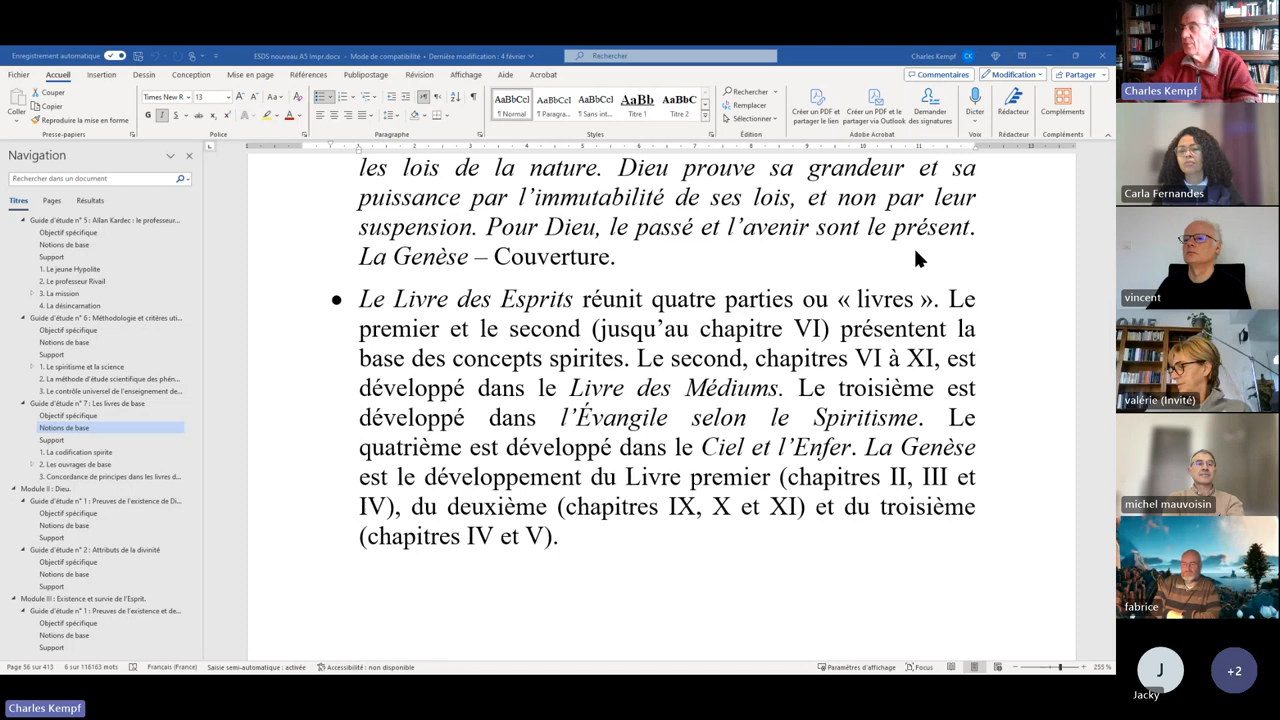 Enregistrement automatique
ESDS nouveau A5 Impr.docx - Mode de compatibilité • Dernière modification : 4 février
Rechercher
Charles Kempf
CK
Fichier Accueil Insertion Dessin Conception Mise en page Références Publipostage Révision Affichage Aide Acrobat
Commentaires Modification Partager
Coller
Couper
Copier
Reproduire la mise en forme
Presse-papiers
Times New R 13
G I S
Police
Paragraphe
AaBbCcI AaBbCcI AaBbCcI AaBb AaBbC
¶ Normal ¶ Paragra... ¶ Sans int... Titre 1 Titre 2
Styles
Rechercher
Remplacer
Sélectionner
Édition
Créer un PDF et partager le lien
Créer un PDF et partager via Outlook
Demander des signatures
Adobe Acrobat
Dicter
Voix
Rédacteur
Rédacteur
Compléments
Compléments
Navigation
Rechercher dans un document
Titres Pages Résultats
Guide d'étude n° 5 : Allan Kardec : le professeur...
Objectif spécifique
Notions de base
Support
1. Le jeune Hypolite
2. Le professeur Rivail
3. La mission
4. La désincarnation
Guide d'étude n° 6 : Méthodologie et critères uti...
Objectif spécifique
Notions de base
Support
1. Le spiritisme et la science
2. La méthode d'étude scientifique des phén...
3. Le contrôle universel de l'enseignement de...
Guide d'étude n° 7 : Les livres de base
Objectif spécifique
Notions de base
Support
1. La codification spirite
2. Les ouvrages de base
3. Concordance de principes dans les livres d...
Module II : Dieu.
Guide d'étude n° 1 : Preuves de l'existence de Di...
Objectif spécifique
Notions de base
Support
Guide d'étude n° 2 : Attributs de la divinité
Objectif spécifique
Notions de base
Support
Module III : Existence et survie de l'Esprit.
Guide d'étude n° 1 : Preuves de l'existence et de...
Objectif spécifique
Notions de base
Support
les lois de la nature. Dieu prouve sa grandeur et sa
puissance par l'immutabilité de ses lois, et non par leur
suspension. Pour Dieu, le passé et l'avenir sont le présent.
La Genèse – Couverture.
● Le Livre des Esprits réunit quatre parties ou « livres ». Le
premier et le second (jusqu'au chapitre VI) présentent la
base des concepts spirites. Le second, chapitres VI à XI, est
développé dans le Livre des Médiums. Le troisième est
développé dans l'Évangile selon le Spiritisme. Le
quatrième est développé dans le Ciel et l'Enfer. La Genèse
est le développement du Livre premier (chapitres II, III et
IV), du deuxième (chapitres IX, X et XI) et du troisième
(chapitres IV et V).
Page 56 sur 413 6 sur 116163 mots Français (France) Saisie semi-automatique : activée Accessibilité : non disponible Paramètres d'affichage Focus 255 %
Charles Kempf
Charles Kempf
Carla Fernandes
vincent
valérie (Invité)
michel mauvoisin
fabrice
J
Jacky
+2